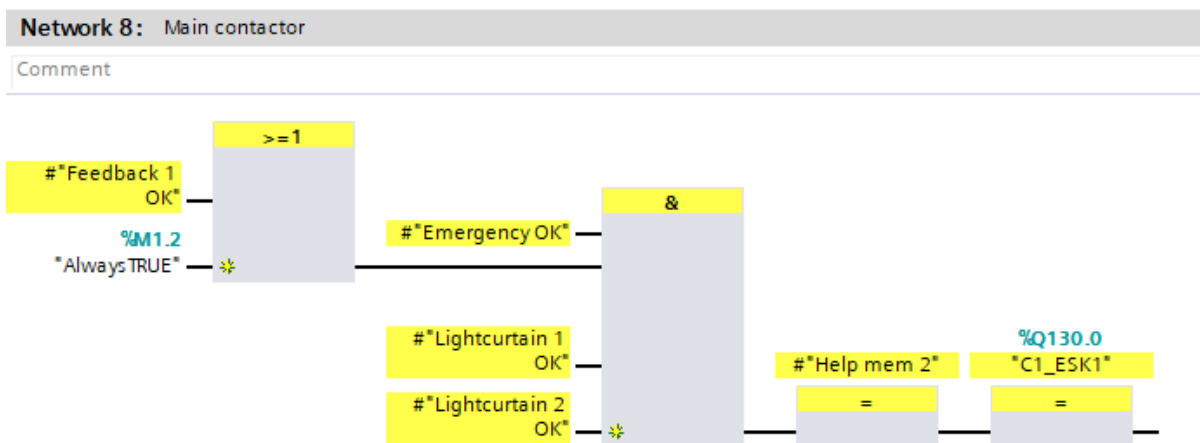 Network 8: Main contactor
Comment
>=1
#"Feedback 1
OK"
%M1.2
"AlwaysTRUE"
&
#"Emergency OK"
#"Lightcurtain 1
OK"
#"Lightcurtain 2
OK"
#"Help mem 2"
=
%Q130.0
"C1_ESK1"
=